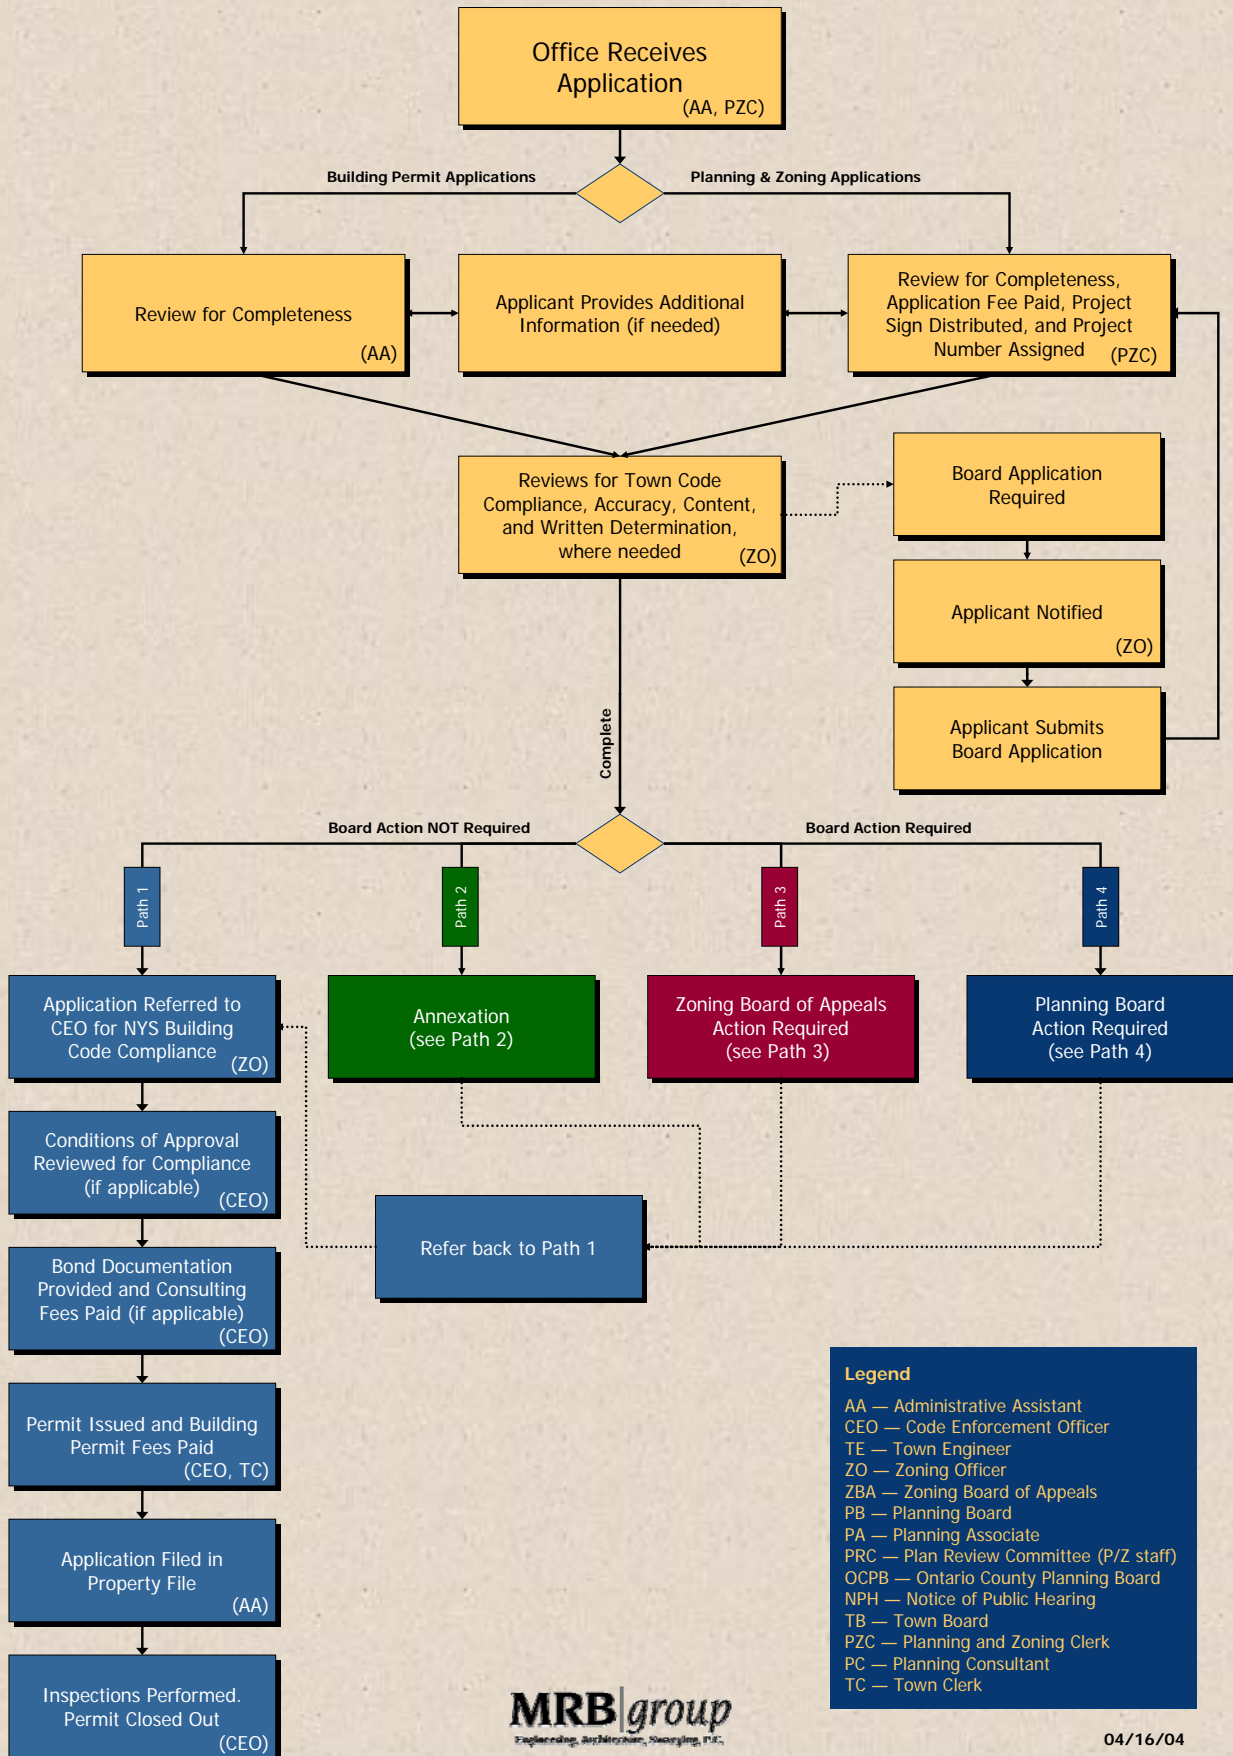 Office Receives
Application
(AA, PZC)
Building Permit Applications
Planning & Zoning Applications
Review for Completeness
(AA)
Applicant Provides Additional
Information (if needed)
Review for Completeness,
Application Fee Paid, Project
Sign Distributed, and Project
Number Assigned
(PZC)
Reviews for Town Code
Compliance, Accuracy, Content,
and Written Determination,
where needed
(ZO)
Board Application
Required
Applicant Notified
(ZO)
Applicant Submits
Board Application
Complete
Board Action NOT Required
Board Action Required
Path 1
Path 2
Path 3
Path 4
Application Referred to
CEO for NYS Building
Code Compliance
(ZO)
Annexation
(see Path 2)
Zoning Board of Appeals
Action Required
(see Path 3)
Planning Board
Action Required
(see Path 4)
Conditions of Approval
Reviewed for Compliance
(if applicable)
(CEO)
Refer back to Path 1
Bond Documentation
Provided and Consulting
Fees Paid (if applicable)
(CEO)
Permit Issued and Building
Permit Fees Paid
(CEO, TC)
Application Filed in
Property File
(AA)
Inspections Performed.
Permit Closed Out
(CEO)
Legend
AA — Administrative Assistant
CEO — Code Enforcement Officer
TE — Town Engineer
ZO — Zoning Officer
ZBA — Zoning Board of Appeals
PB — Planning Board
PA — Planning Associate
PRC — Plan Review Committee (P/Z staff)
OCPB — Ontario County Planning Board
NPH — Notice of Public Hearing
TB — Town Board
PZC — Planning and Zoning Clerk
PC — Planning Consultant
TC — Town Clerk
MRB group
Engineering, Architecture, Surveying, P.C.
04/16/04